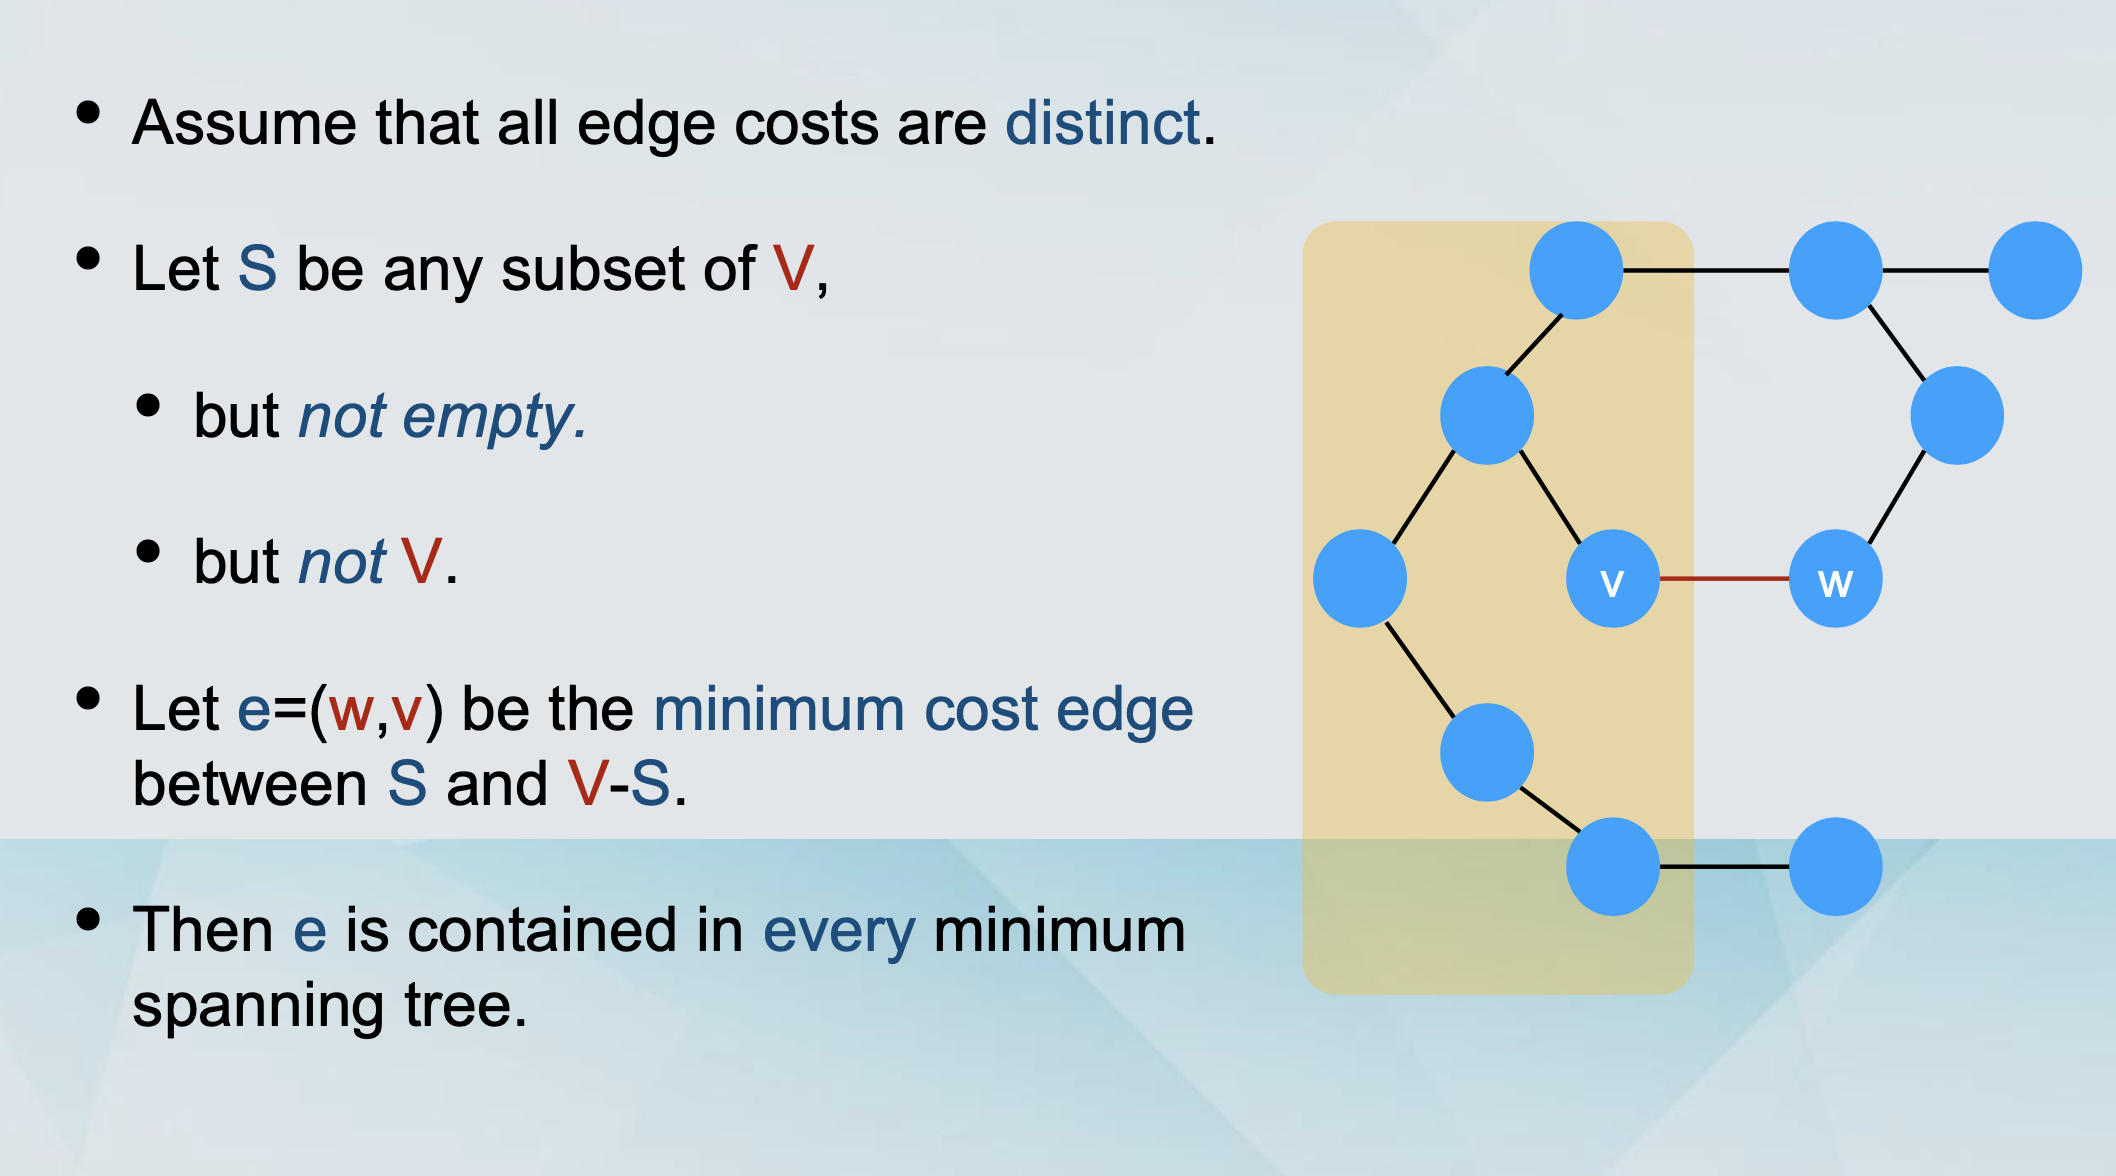 • Assume that all edge costs are distinct.
• Let S be any subset of V,
• but not empty.
• but not V.
• Let e=(w,v) be the minimum cost edge
between S and V-S.
• Then e is contained in every minimum
spanning tree.
v
w